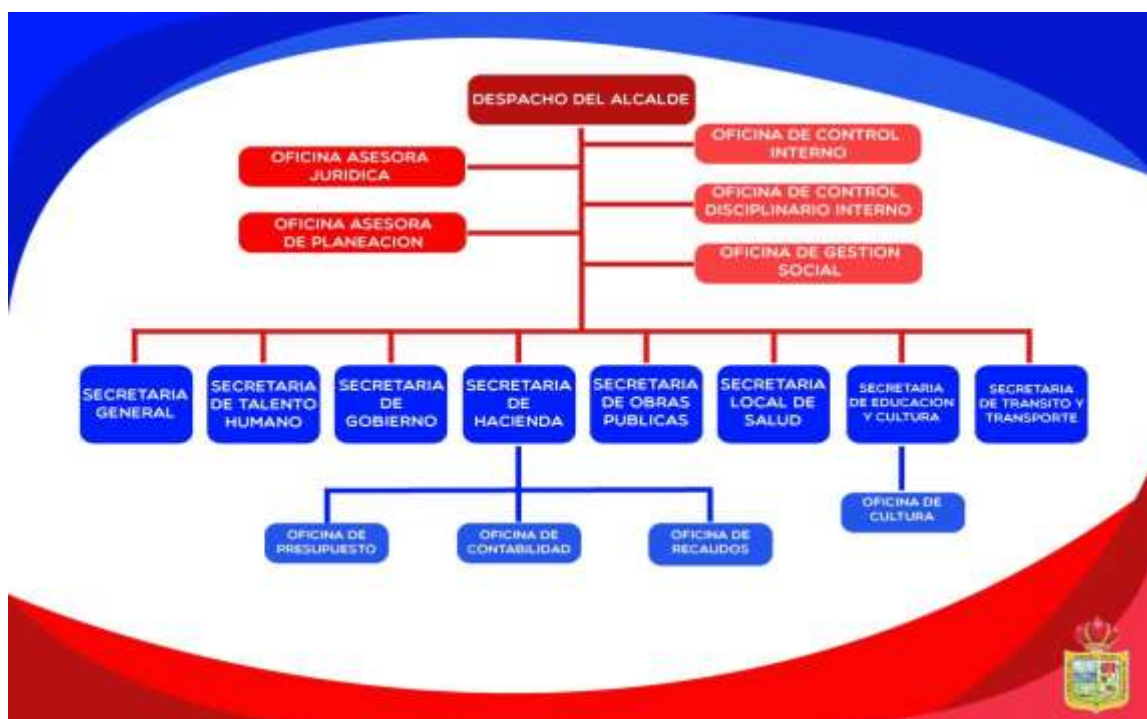 DESPACHO DEL ALCALDE
OFICINA DE CONTROL
INTERNO
OFICINA ASESORA
JURIDICA
OFICINA DE CONTROL
DISCIPLINARIO INTERNO
OFICINA ASESORA
DE PLANEACION
OFICINA DE GESTION
SOCIAL
SECRETARIA
GENERAL
SECRETARIA
DE TALENTO
HUMANO
SECRETARIA
DE
GOBIERNO
SECRETARIA
DE
HACIENDA
SECRETARIA
DE OBRAS
PUBLICAS
SECRETARIA
LOCAL DE
SALUD
SECRETARIA
DE EDUCACION
Y CULTURA
SECRETARIA
DE TRANSITO Y
TRANSPORTE
OFICINA DE
PRESUPUESTO
OFICINA DE
CONTABILIDAD
OFICINA DE
RECAUDOS
OFICINA DE
CULTURA